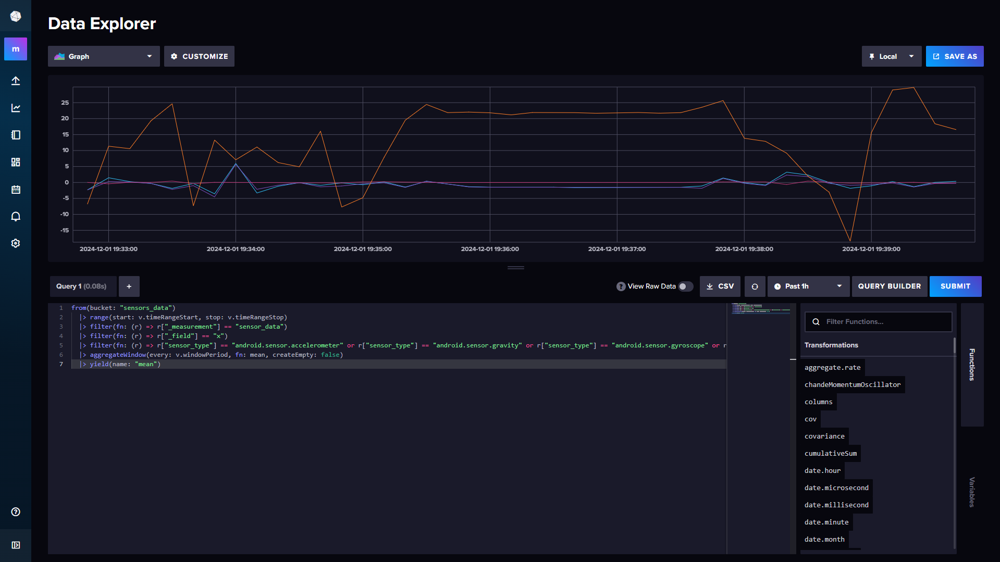 Data Explorer
m
Graph
CUSTOMIZE
Local
SAVE AS
25
20
15
10
5
0
-5
-10
-15
2024-12-01 19:33:00
2024-12-01 19:34:00
2024-12-01 19:35:00
2024-12-01 19:36:00
2024-12-01 19:37:00
2024-12-01 19:38:00
2024-12-01 19:39:00
Query 1 (0.08s)
+
? View Raw Data
CSV
Past 1h
QUERY BUILDER
SUBMIT
1 from(bucket: "sensors_data")
2 |> range(start: v.timeRangeStart, stop: v.timeRangeStop)
3 |> filter(fn: (r) => r["_measurement"] == "sensor_data")
4 |> filter(fn: (r) => r["_field"] == "x")
5 |> filter(fn: (r) => r["sensor_type"] == "android.sensor.accelerometer" or r["sensor_type"] == "android.sensor.gravity" or r["sensor_type"] == "android.sensor.gyroscope" or r
6 |> aggregateWindow(every: v.windowPeriod, fn: mean, createEmpty: false)
7 |> yield(name: "mean")
Filter Functions...
Transformations
aggregate.rate
chandeMomentumOscillator
columns
cov
covariance
cumulativeSum
date.hour
date.microsecond
date.millisecond
date.minute
date.month
Functions
Variables